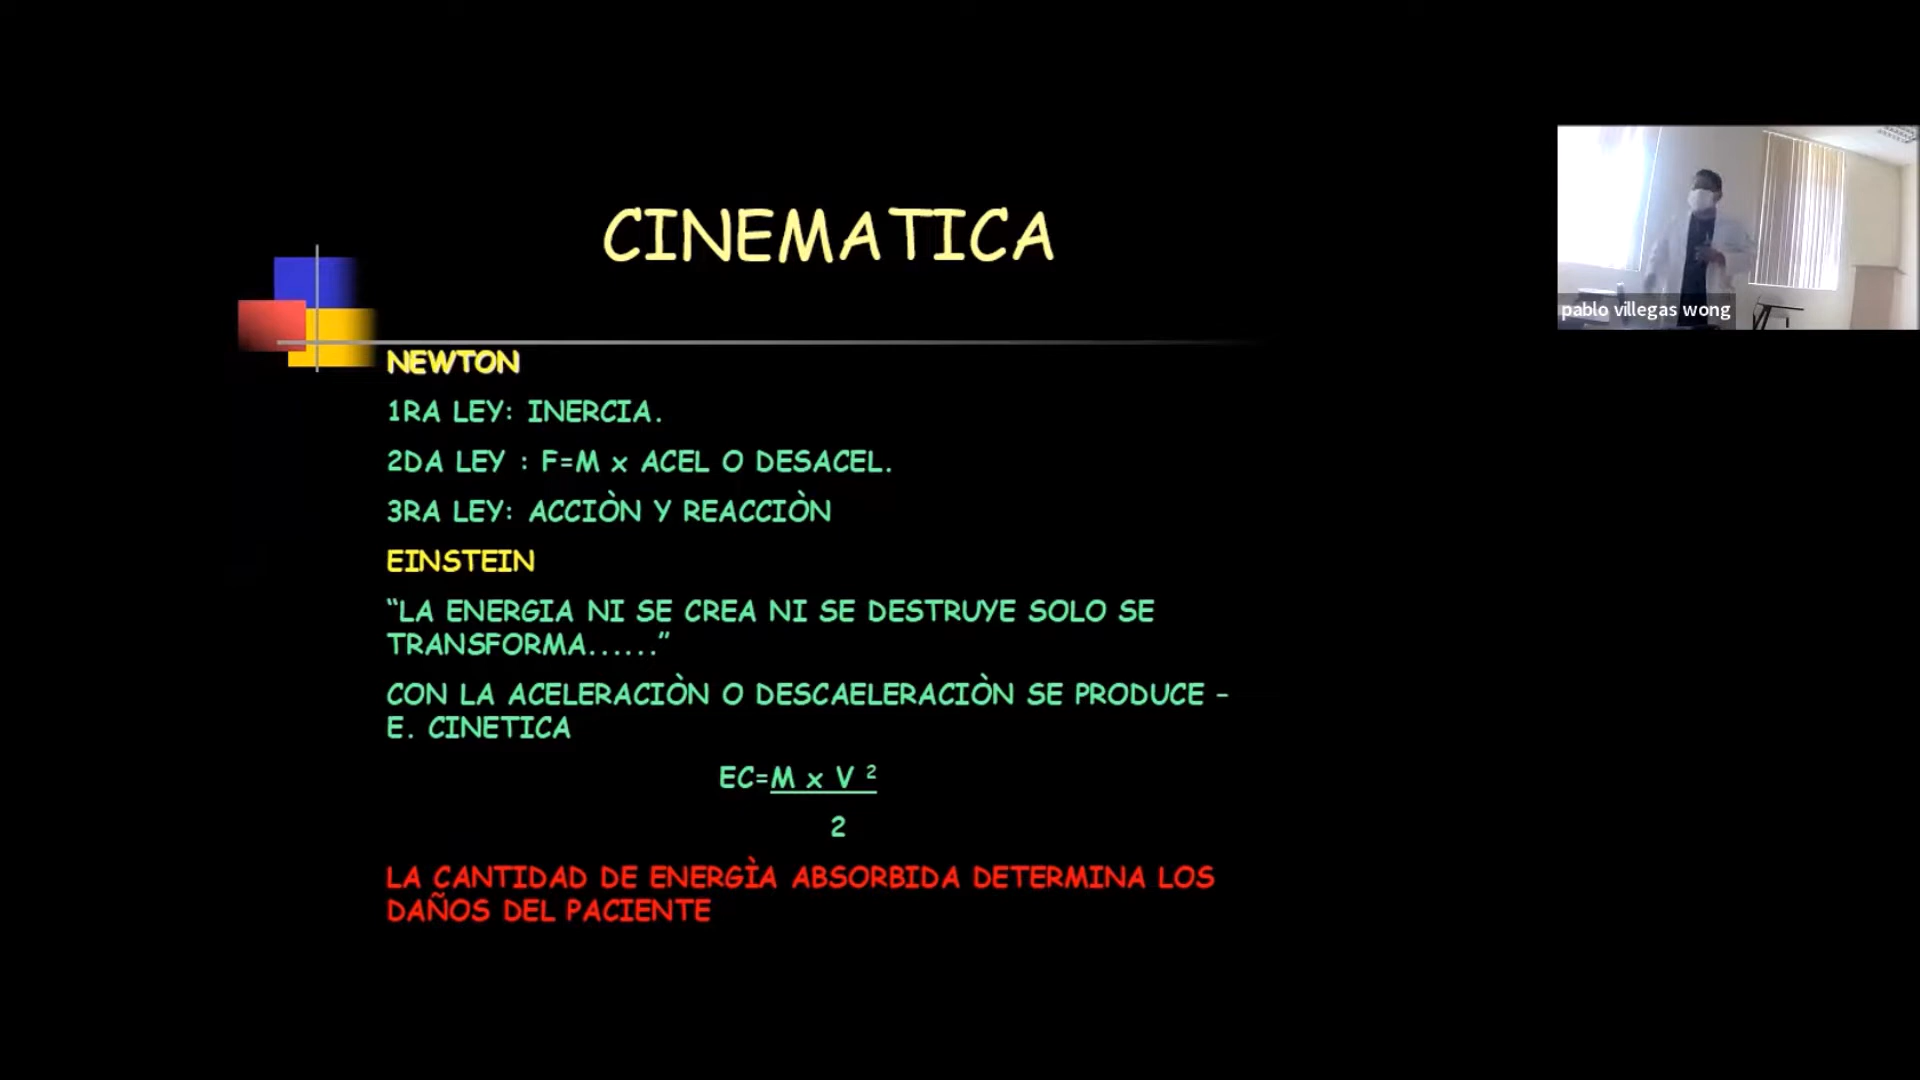 CINEMATICA
pablo villegas wong
NEWTON
1RA LEY: INERCIA.
2DA LEY : F=M x ACEL O DESACEL.
3RA LEY: ACCIÒN Y REACCIÒN
EINSTEIN
“LA ENERGIA NI SE CREA NI SE DESTRUYE SOLO SE
TRANSFORMA......”
CON LA ACELERACIÒN O DESCAELERACIÒN SE PRODUCE –
E. CINETICA
EC=M x V ²
2
LA CANTIDAD DE ENERGÌA ABSORBIDA DETERMINA LOS
DAÑOS DEL PACIENTE